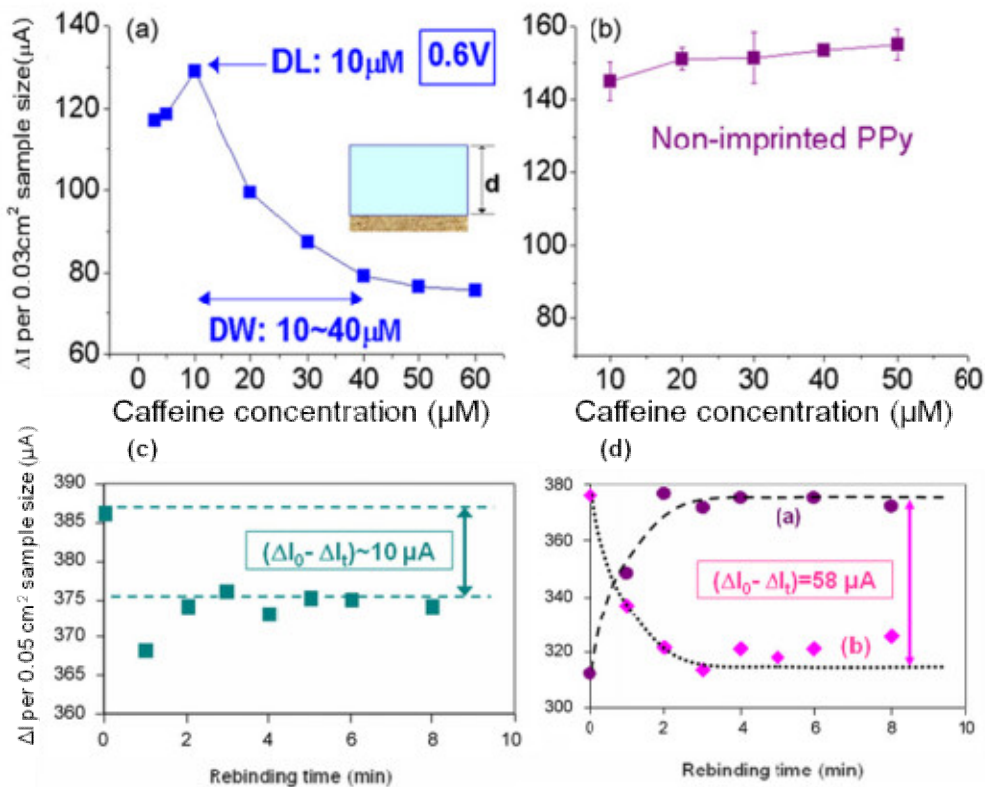 (a)
DL: 10μM
0.6V
d
DW: 10~40μM
140
120
100
80
60
0 10 20 30 40 50 60
Caffeine concentration (μM)
ΔI per 0.03cm² sample size(μA)
(b)
Non-imprinted PPy
160
140
120
100
80
10 20 30 40 50 60
Caffeine concentration (μM)
(c)
(ΔI₀- ΔIₜ)~10 μA
390
385
380
375
370
365
360
0 2 4 6 8 10
Rebinding time (min)
ΔI per 0.05 cm² sample size (μA)
(d)
(a)
(ΔI₀- ΔIₜ)=58 μA
(b)
380
360
340
320
300
0 2 4 6 8 10
Rebinding time (min)